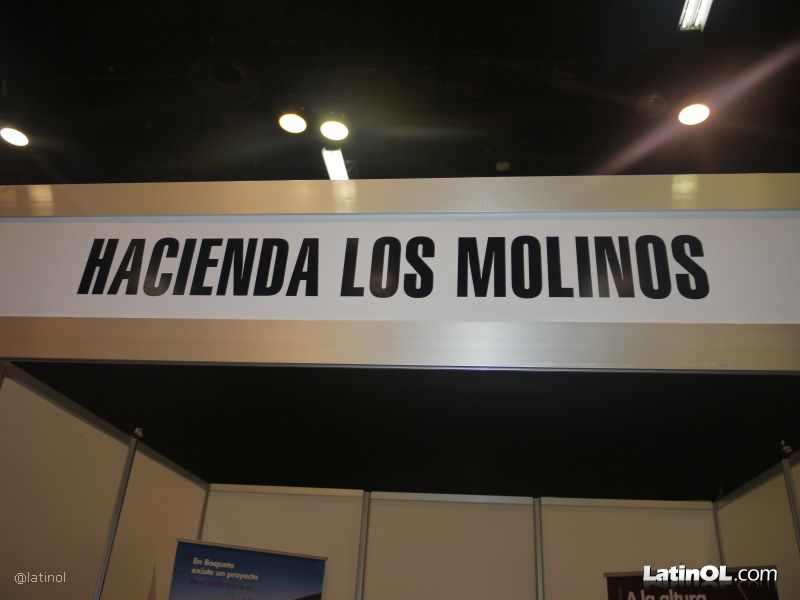 HACIENDA LOS MOLINOS
En Boquete
existe un proyecto
A la altura
@latinol
LatinOL.com